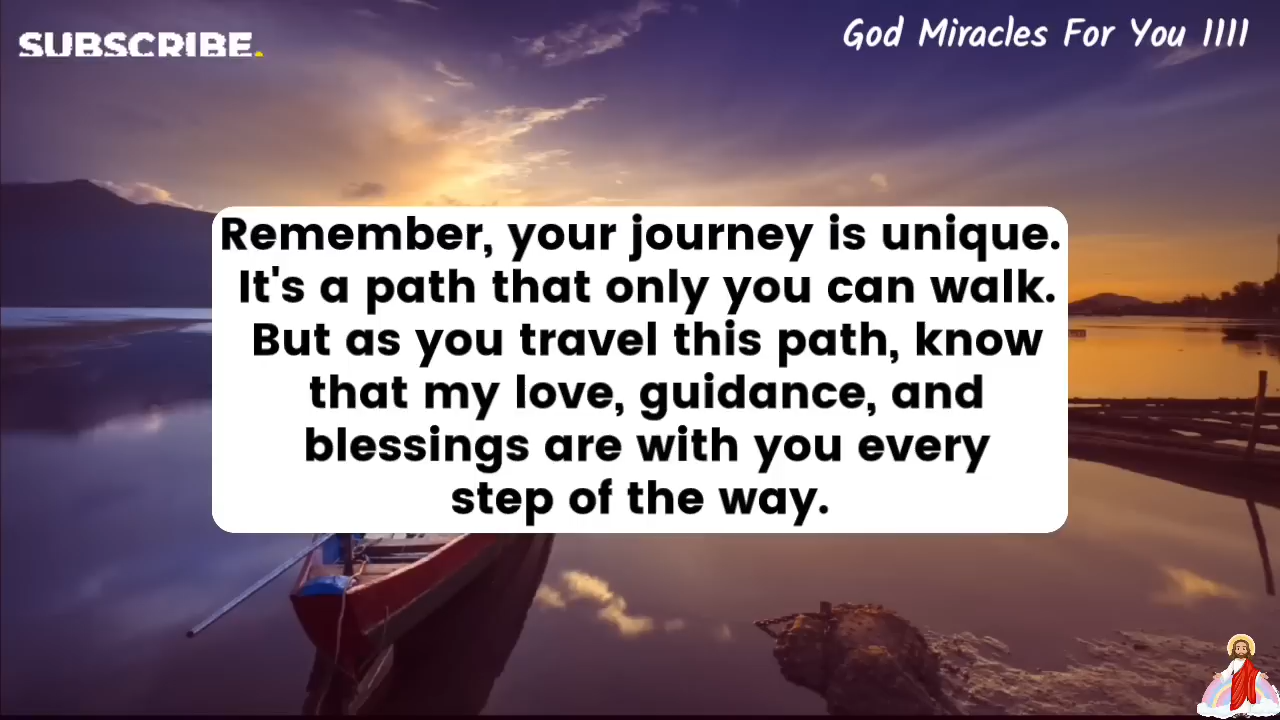 SUBSCRIBE.
God Miracles For You 1111
Remember, your journey is unique.
It's a path that only you can walk.
But as you travel this path, know
that my love, guidance, and
blessings are with you every
step of the way.